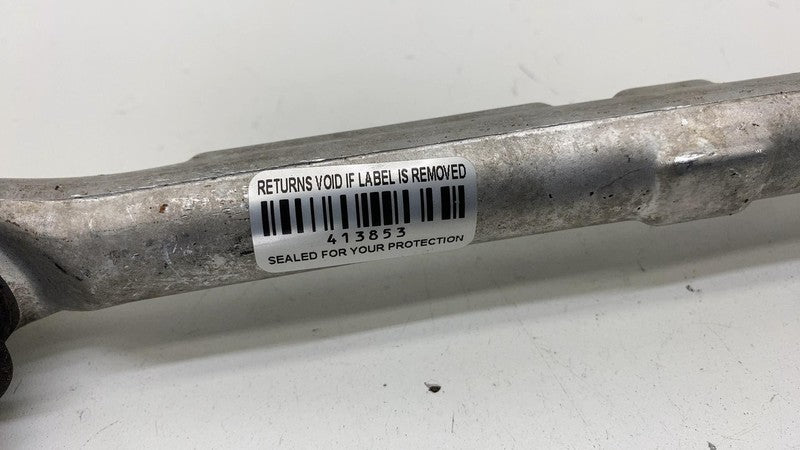 RETURNS VOID IF LABEL IS REMOVED
413853
SEALED FOR YOUR PROTECTION